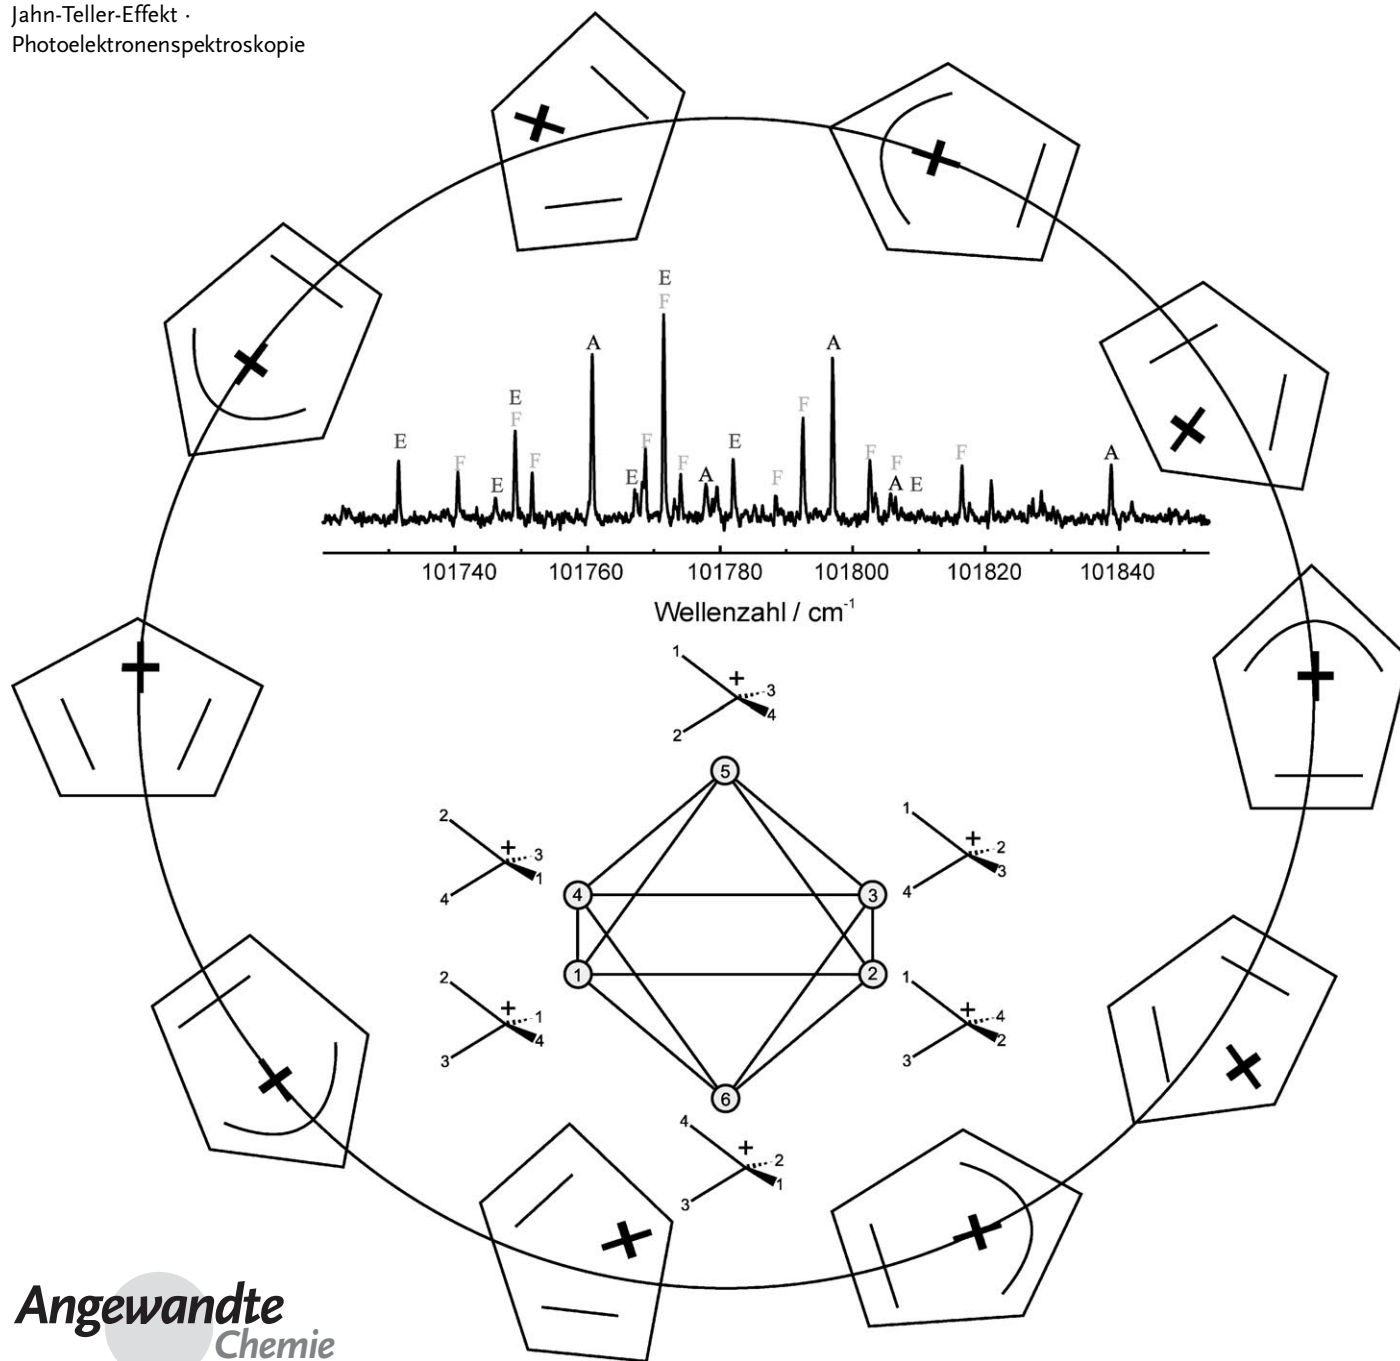 Jahn-Teller-Effekt ·
Photoelektronenspektroskopie
E
F
A
A
E
F
F
E
F
F
F
F
F
F
E
E
A
E
F
F
A
E
F
A
E
101740 101760 101780 101800 101820 101840
Wellenzahl / cm-1
1
+
3
4
2
5
2
+
3
1
4
1
+
2
3
4
4
3
1
2
2
+
1
4
3
1
+
4
2
3
6
4
+
2
1
3
Angewandte
Chemie